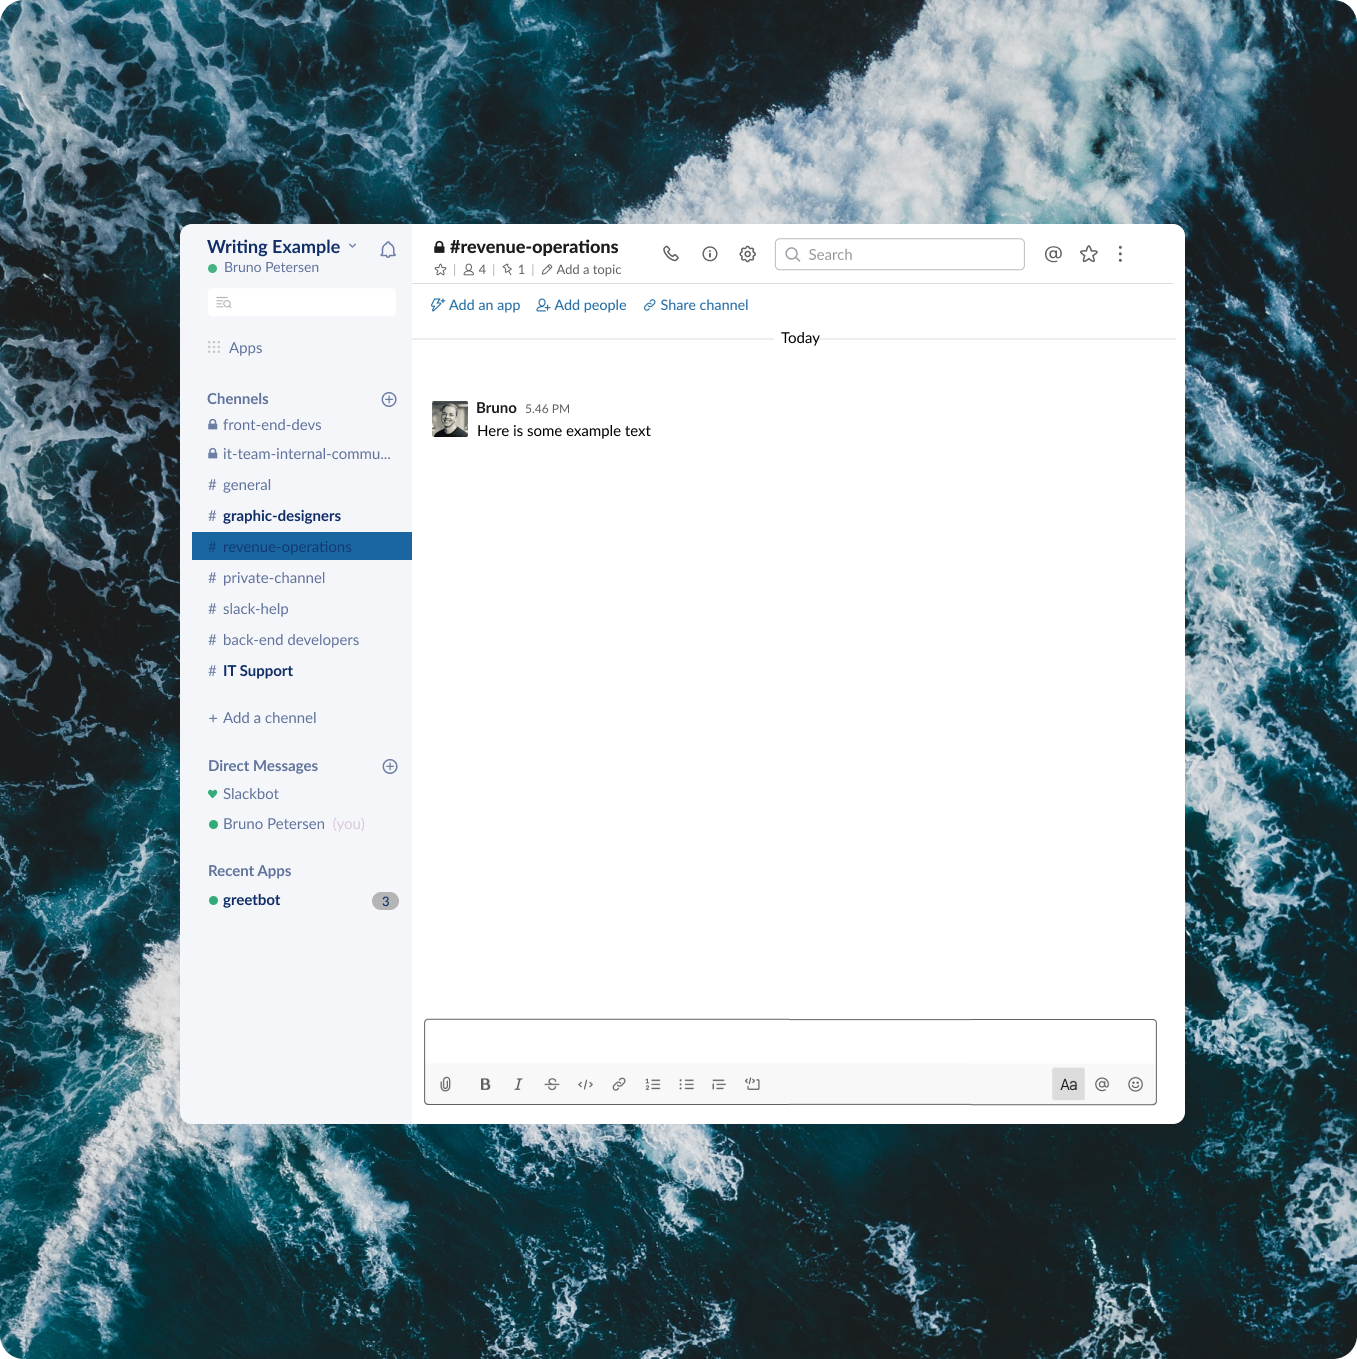 Writing Example
Bruno Petersen
Apps
Channels
front-end-devs
it-team-internal-commu...
# general
# graphic-designers
# revenue-operations
# private-channel
# slack-help
# back-end developers
# IT Support
+ Add a chennel
Direct Messages
Slackbot
Bruno Petersen (you)
Recent Apps
greetbot 3
#revenue-operations
4 | 1 | Add a topic
Search
@
Add an app Add people Share channel
Today
Bruno 5.46 PM
Here is some example text
B I S </> Aa @